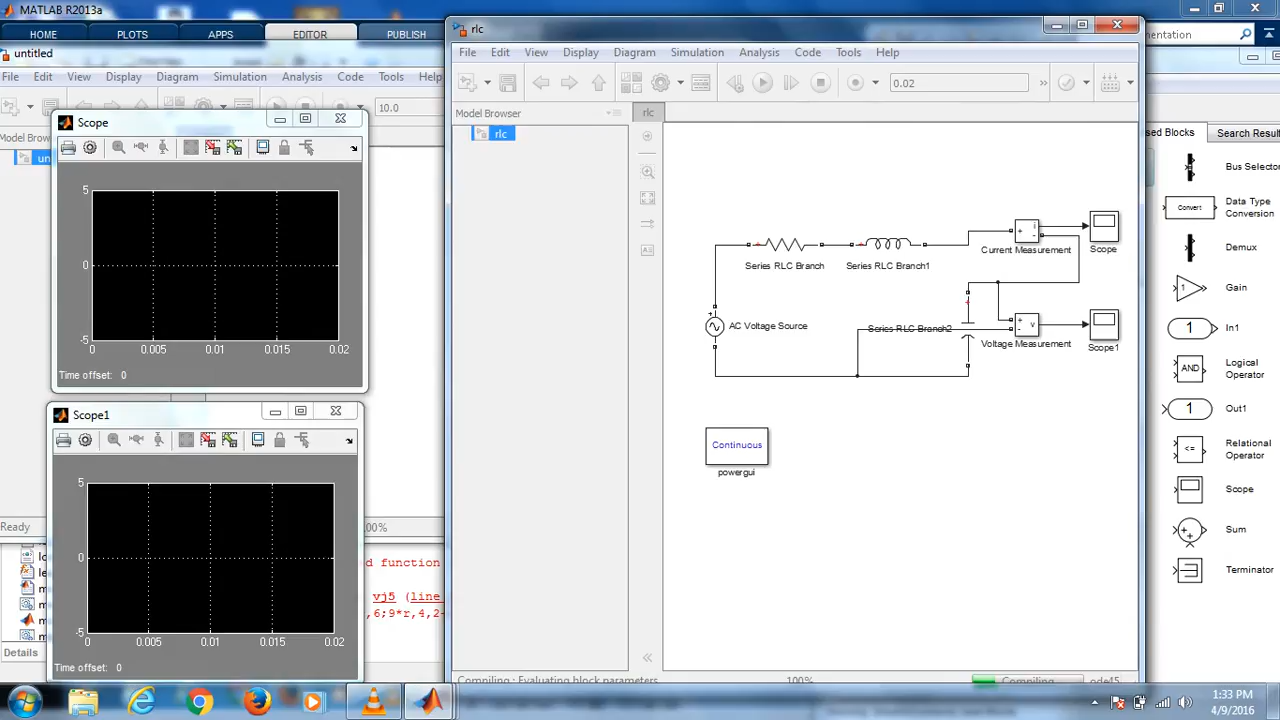 MATLAB R2013a
HOME PLOTS APPS EDITOR PUBLISH
untitled
File Edit View Display Diagram Simulation Analysis Code Tools Help
10.0
Model Brow
Scope
5
0
-5
0 0.005 0.01 0.015 0.02
Time offset: 0
Scope1
5
0
-5
0 0.005 0.01 0.015 0.02
Time offset: 0
Ready
00%
d function
vj5 (line
,6;9*r,4,2-
Details
rlc
File Edit View Display Diagram Simulation Analysis Code Tools Help
0.02
Model Browser
rlc
rlc
Series RLC Branch
Series RLC Branch1
Current Measurement
Scope
AC Voltage Source
Series RLC Branch2
Voltage Measurement
Scope1
Continuous
powergui
Compiling : Evaluating block parameters
100%
Compiling
ode45
entation
sed Blocks
Search Result
Bus Selecto
Convert
Data Type
Conversion
Demux
1
Gain
1
In1
AND
Logical
Operator
1
Out1
<=
Relational
Operator
Scope
Sum
Terminator
1:33 PM
4/9/2016